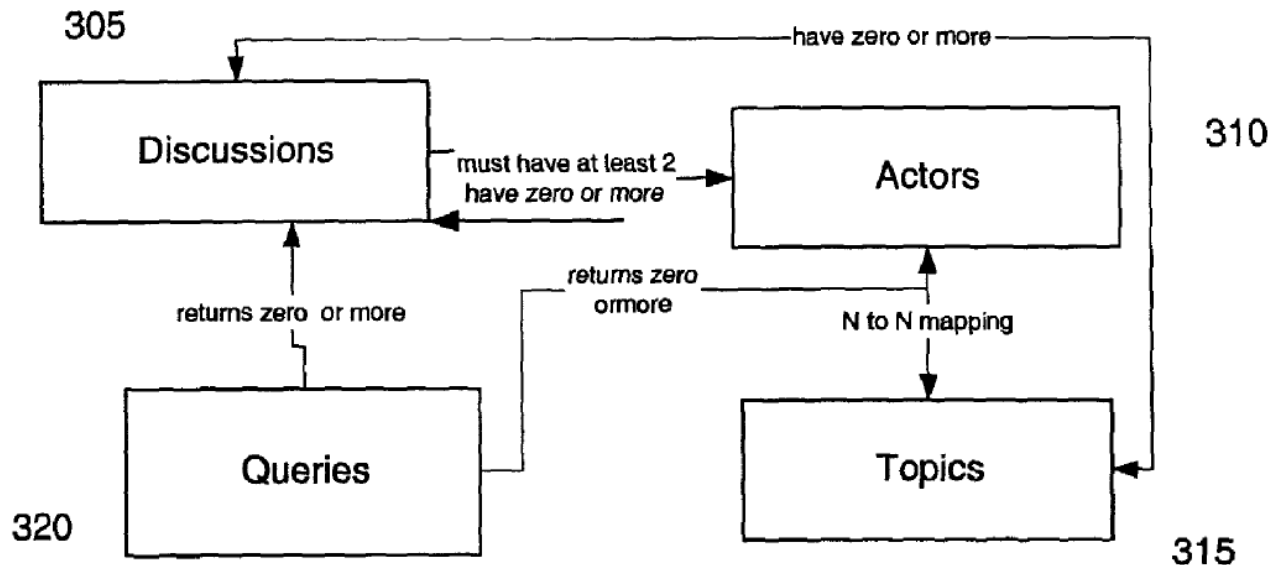 305
have zero or more
310
Discussions
must have at least 2
have zero or more
Actors
returns zero
ormore
returns zero or more
N to N mapping
Queries
Topics
320
315